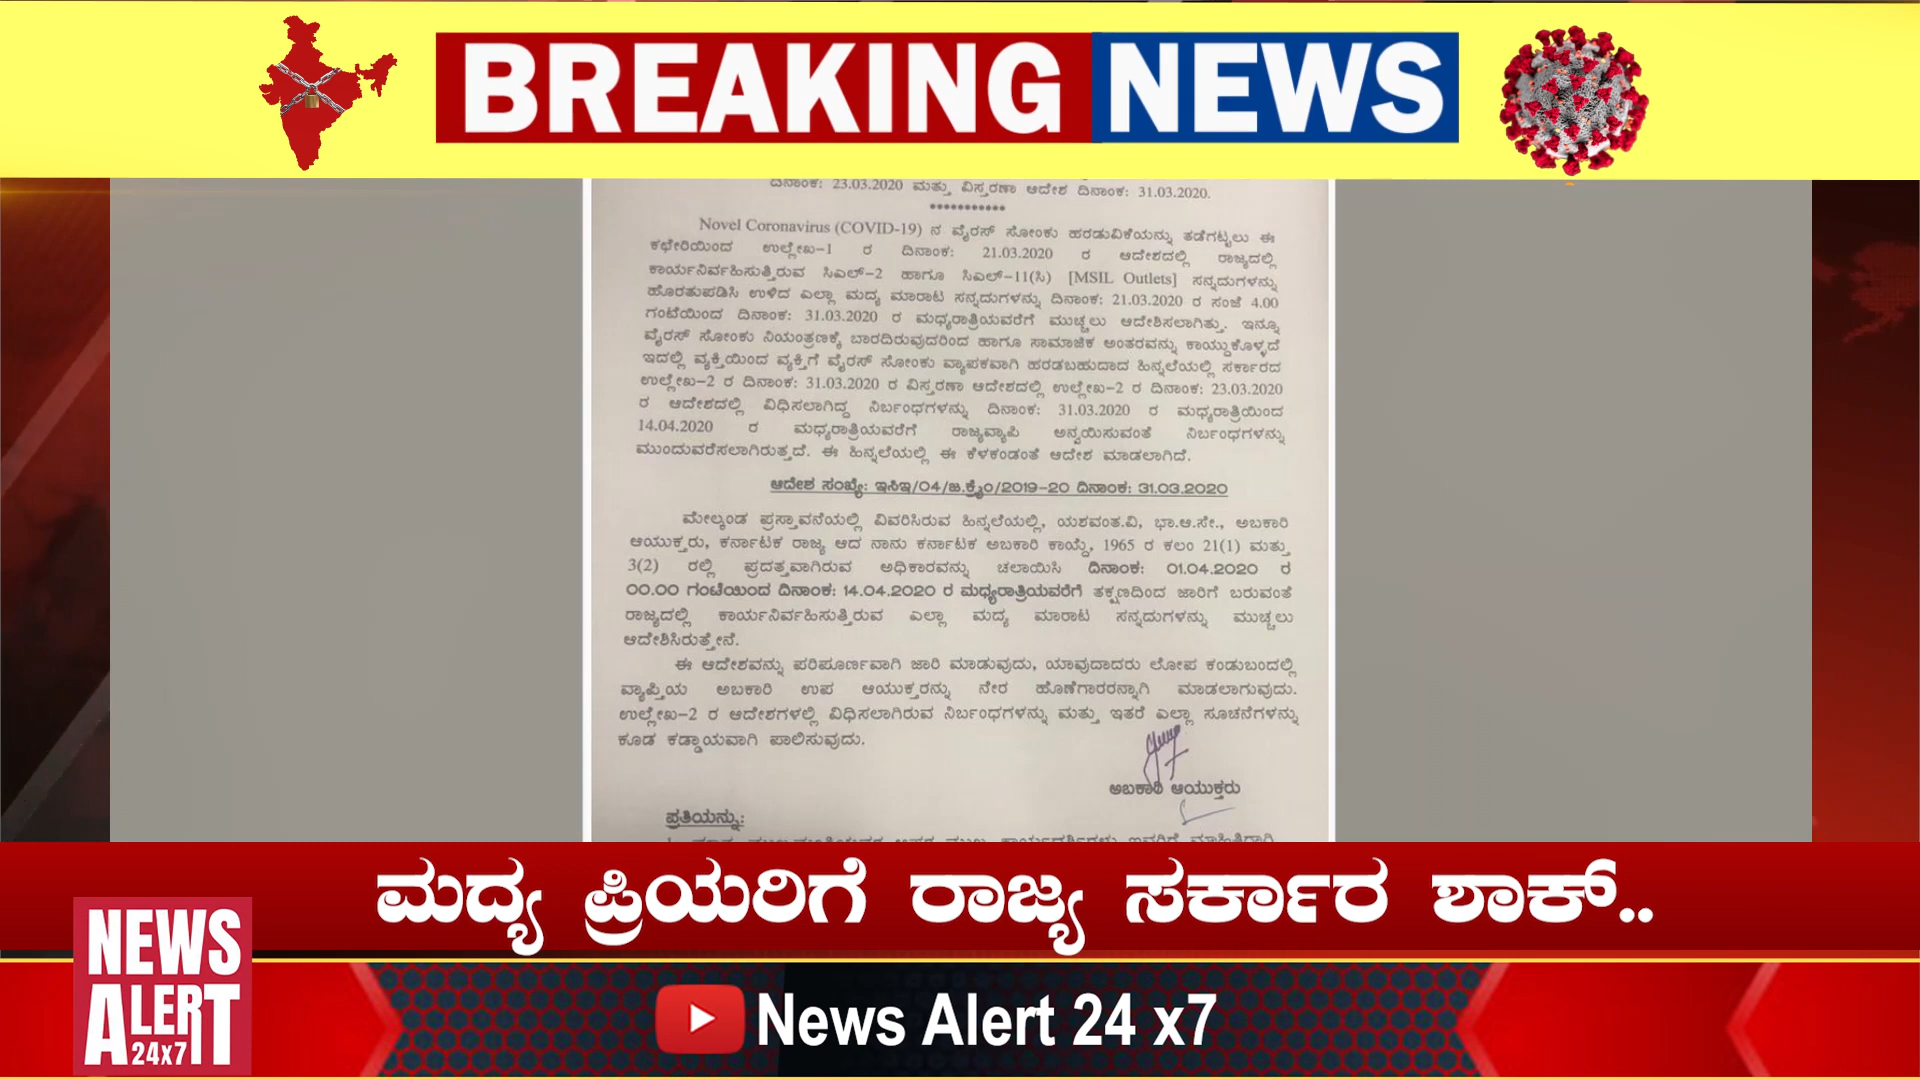 BREAKING NEWS
ದಿನಾಂಕ: 23.03.2020 ಮತ್ತು ವಿಸ್ತರಣಾ ಆದೇಶ ದಿನಾಂಕ: 31.03.2020.
***********
Novel Coronavirus (COVID-19) ನ ವೈರಸ್ ಸೋಂಕು ಹರಡುವಿಕೆಯನ್ನು ತಡೆಗಟ್ಟಲು ಈ
ಕಛೇರಿಯಿಂದ ಉಲ್ಲೇಖ-1 ರ ದಿನಾಂಕ: 21.03.2020 ರ ಆದೇಶದಲ್ಲಿ ರಾಜ್ಯದಲ್ಲಿ
ಕಾರ್ಯನಿರ್ವಹಿಸುತ್ತಿರುವ ಸಿಎಲ್-2 ಹಾಗೂ ಸಿಎಲ್-11(ಸಿ) [MSIL Outlets] ಸನ್ನದುಗಳನ್ನು
ಹೊರತುಪಡಿಸಿ ಉಳಿದ ಎಲ್ಲಾ ಮದ್ಯ ಮಾರಾಟ ಸನ್ನದುಗಳನ್ನು ದಿನಾಂಕ: 21.03.2020 ರ ಸಂಜೆ 4.00
ಗಂಟೆಯಿಂದ ದಿನಾಂಕ: 31.03.2020 ರ ಮಧ್ಯರಾತ್ರಿಯವರೆಗೆ ಮುಚ್ಚಲು ಆದೇಶಿಸಲಾಗಿತ್ತು. ಇನ್ನೂ
ವೈರಸ್ ಸೋಂಕು ನಿಯಂತ್ರಣಕ್ಕೆ ಬಾರದಿರುವುದರಿಂದ ಹಾಗೂ ಸಾಮಾಜಿಕ ಅಂತರವನ್ನು ಕಾಯ್ದುಕೊಳ್ಳದೆ
ಇದಲ್ಲಿ ವ್ಯಕ್ತಿಯಿಂದ ವ್ಯಕ್ತಿಗೆ ವೈರಸ್ ಸೋಂಕು ವ್ಯಾಪಕವಾಗಿ ಹರಡಬಹುದಾದ ಹಿನ್ನಲೆಯಲ್ಲಿ ಸರ್ಕಾರದ
ಉಲ್ಲೇಖ-2 ರ ದಿನಾಂಕ: 31.03.2020 ರ ವಿಸ್ತರಣಾ ಆದೇಶದಲ್ಲಿ ಉಲ್ಲೇಖ-2 ರ ದಿನಾಂಕ: 23.03.2020
ರ ಆದೇಶದಲ್ಲಿ ವಿಧಿಸಲಾಗಿದ್ದ ನಿರ್ಬಂಧಗಳನ್ನು ದಿನಾಂಕ: 31.03.2020 ರ ಮಧ್ಯರಾತ್ರಿಯಿಂದ
14.04.2020 ರ ಮಧ್ಯರಾತ್ರಿಯವರೆಗೆ ರಾಜ್ಯವ್ಯಾಪಿ ಅನ್ವಯಿಸುವಂತೆ ನಿರ್ಬಂಧಗಳನ್ನು
ಮುಂದುವರೆಸಲಾಗಿರುತ್ತದೆ. ಈ ಹಿನ್ನಲೆಯಲ್ಲಿ ಈ ಕೆಳಕಂಡಂತೆ ಆದೇಶ ಮಾಡಲಾಗಿದೆ.
ಆದೇಶ ಸಂಖ್ಯೆ: ಇಸಿಇ/04/ಜ.ಕ್ರೈಂ/2019-20 ದಿನಾಂಕ: 31.03.2020
ಮೇಲ್ಕಂಡ ಪ್ರಸ್ತಾವನೆಯಲ್ಲಿ ವಿವರಿಸಿರುವ ಹಿನ್ನಲೆಯಲ್ಲಿ, ಯಶವಂತ.ವಿ, ಭಾ.ಆ.ಸೇ., ಅಬಕಾರಿ
ಆಯುಕ್ತರು, ಕರ್ನಾಟಕ ರಾಜ್ಯ ಆದ ನಾನು ಕರ್ನಾಟಕ ಅಬಕಾರಿ ಕಾಯ್ದೆ, 1965 ರ ಕಲಂ 21(1) ಮತ್ತು
3(2) ರಲ್ಲಿ ಪ್ರದತ್ತವಾಗಿರುವ ಅಧಿಕಾರವನ್ನು ಚಲಾಯಿಸಿ ದಿನಾಂಕ: 01.04.2020 ರ
00.00 ಗಂಟೆಯಿಂದ ದಿನಾಂಕ: 14.04.2020 ರ ಮಧ್ಯರಾತ್ರಿಯವರೆಗೆ ತಕ್ಷಣದಿಂದ ಜಾರಿಗೆ ಬರುವಂತೆ
ರಾಜ್ಯದಲ್ಲಿ ಕಾರ್ಯನಿರ್ವಹಿಸುತ್ತಿರುವ ಎಲ್ಲಾ ಮದ್ಯ ಮಾರಾಟ ಸನ್ನದುಗಳನ್ನು ಮುಚ್ಚಲು
ಆದೇಶಿಸಿರುತ್ತೇನೆ.
ಈ ಆದೇಶವನ್ನು ಪರಿಪೂರ್ಣವಾಗಿ ಜಾರಿ ಮಾಡುವುದು, ಯಾವುದಾದರು ಲೋಪ ಕಂಡುಬಂದಲ್ಲಿ
ವ್ಯಾಪ್ತಿಯ ಅಬಕಾರಿ ಉಪ ಆಯುಕ್ತರನ್ನು ನೇರ ಹೊಣೆಗಾರರನ್ನಾಗಿ ಮಾಡಲಾಗುವುದು.
ಉಲ್ಲೇಖ-2 ರ ಆದೇಶಗಳಲ್ಲಿ ವಿಧಿಸಲಾಗಿರುವ ನಿರ್ಬಂಧಗಳನ್ನು ಮತ್ತು ಇತರೆ ಎಲ್ಲಾ ಸೂಚನೆಗಳನ್ನು
ಕೂಡ ಕಡ್ಡಾಯವಾಗಿ ಪಾಲಿಸುವುದು.
ಅಬಕಾರಿ ಆಯುಕ್ತರು
ಪ್ರತಿಯನ್ನು:
ಮದ್ಯ ಪ್ರಿಯರಿಗೆ ರಾಜ್ಯ ಸರ್ಕಾರ ಶಾಕ್..
NEWS
ALERT
24x7
News Alert 24 x7